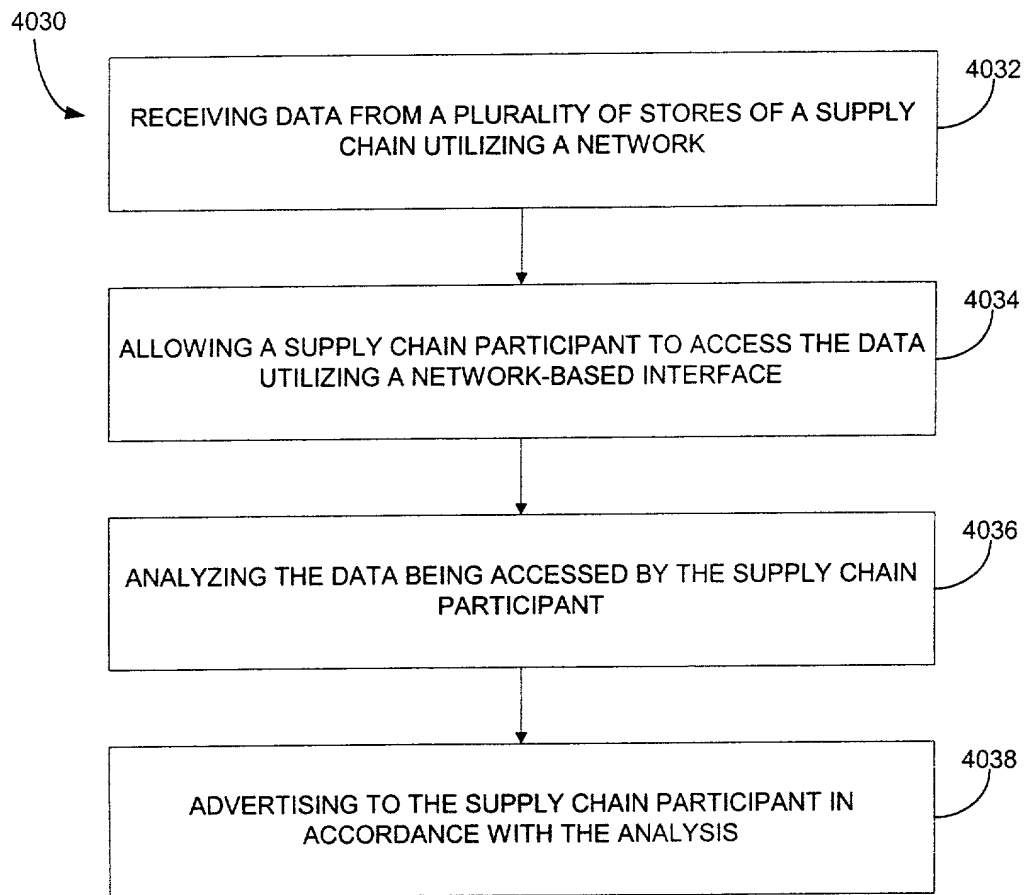 4030
4032
RECEIVING DATA FROM A PLURALITY OF STORES OF A SUPPLY
CHAIN UTILIZING A NETWORK
4034
ALLOWING A SUPPLY CHAIN PARTICIPANT TO ACCESS THE DATA
UTILIZING A NETWORK-BASED INTERFACE
4036
ANALYZING THE DATA BEING ACCESSED BY THE SUPPLY CHAIN
PARTICIPANT
4038
ADVERTISING TO THE SUPPLY CHAIN PARTICIPANT IN
ACCORDANCE WITH THE ANALYSIS